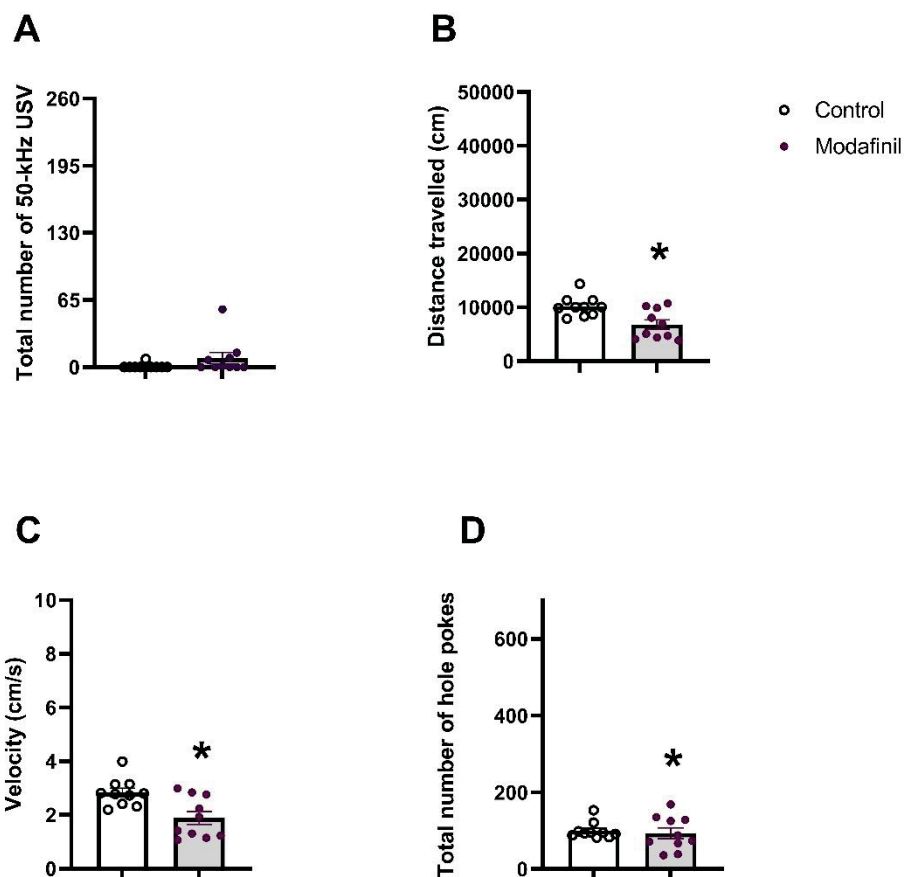 A
Total number of 50-kHz USV
260
195
130
65
0
B
Distance travelled (cm)
50000
40000
30000
20000
10000
0
*
Control
Modafinil
C
Velocity (cm/s)
10
8
6
4
2
0
*
D
Total number of hole pokes
600
400
200
0
*